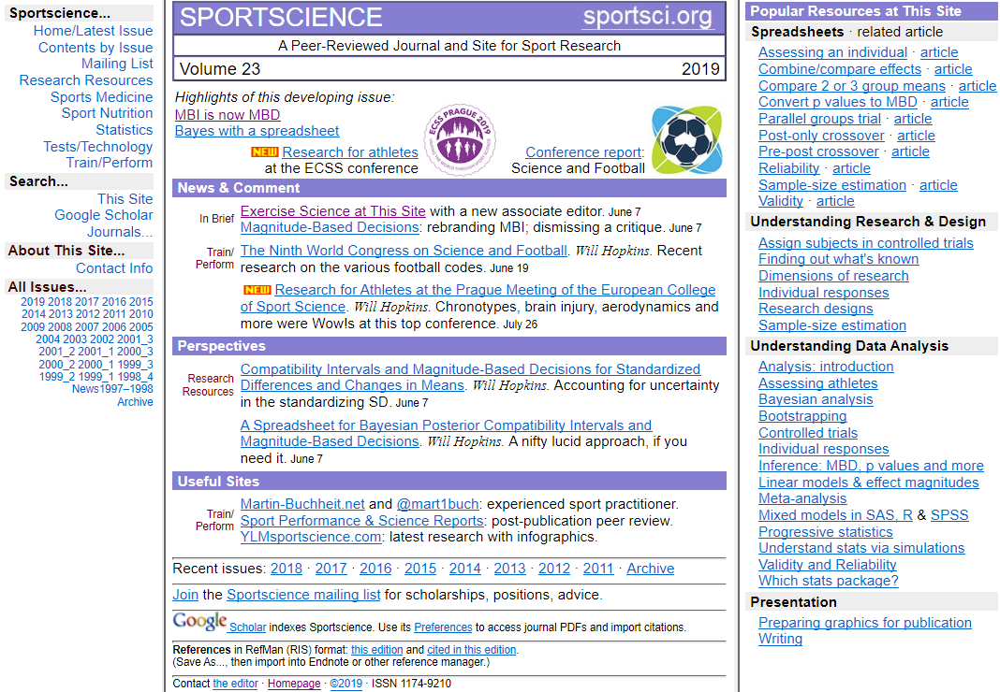 Sportscience...
Home/Latest Issue
Contents by Issue
Mailing List
Research Resources
Sports Medicine
Sport Nutrition
Statistics
Tests/Technology
Train/Perform
Search...
This Site
Google Scholar
Journals...
About This Site...
Contact Info
All Issues...
2019 2018 2017 2016 2015
2014 2013 2012 2011 2010
2009 2008 2007 2006 2005
2004 2003 2002 2001_3
2001_2 2001_1 2000_3
2000_2 2000_1 1999_3
1999_2 1999_1 1998_4
News1997–1998
Archive
SPORTSCIENCE sportsci.org
A Peer-Reviewed Journal and Site for Sport Research
Volume 23 2019
Highlights of this developing issue:
MBI is now MBD
Bayes with a spreadsheet
NEW Research for athletes
at the ECSS conference
ECSS PRAGUE 2019
Conference report:
Science and Football
News & Comment
In Brief
Exercise Science at This Site with a new associate editor. June 7
Magnitude-Based Decisions: rebranding MBI; dismissing a critique. June 7
Train/
Perform
The Ninth World Congress on Science and Football. Will Hopkins. Recent
research on the various football codes. June 19
NEW Research for Athletes at the Prague Meeting of the European College
of Sport Science. Will Hopkins. Chronotypes, brain injury, aerodynamics and
more were WowIs at this top conference. July 26
Perspectives
Research
Resources
Compatibility Intervals and Magnitude-Based Decisions for Standardized
Differences and Changes in Means. Will Hopkins. Accounting for uncertainty
in the standardizing SD. June 7
A Spreadsheet for Bayesian Posterior Compatibility Intervals and
Magnitude-Based Decisions. Will Hopkins. A nifty lucid approach, if you
need it. June 7
Useful Sites
Train/
Perform
Martin-Buchheit.net and @mart1buch: experienced sport practitioner.
Sport Performance & Science Reports: post-publication peer review.
YLMsportscience.com: latest research with infographics.
Recent issues: 2018 · 2017 · 2016 · 2015 · 2014 · 2013 · 2012 · 2011 · Archive
Join the Sportscience mailing list for scholarships, positions, advice.
Google Scholar indexes Sportscience. Use its Preferences to access journal PDFs and import citations.
References in RefMan (RIS) format: this edition and cited in this edition.
(Save As..., then import into Endnote or other reference manager.)
Contact the editor · Homepage · ©2019 · ISSN 1174-9210
Popular Resources at This Site
Spreadsheets · related article
Assessing an individual · article
Combine/compare effects · article
Compare 2 or 3 group means · article
Convert p values to MBD · article
Parallel groups trial · article
Post-only crossover · article
Pre-post crossover · article
Reliability · article
Sample-size estimation · article
Validity · article
Understanding Research & Design
Assign subjects in controlled trials
Finding out what's known
Dimensions of research
Individual responses
Research designs
Sample-size estimation
Understanding Data Analysis
Analysis: introduction
Assessing athletes
Bayesian analysis
Bootstrapping
Controlled trials
Individual responses
Inference: MBD, p values and more
Linear models & effect magnitudes
Meta-analysis
Mixed models in SAS, R & SPSS
Progressive statistics
Understand stats via simulations
Validity and Reliability
Which stats package?
Presentation
Preparing graphics for publication
Writing